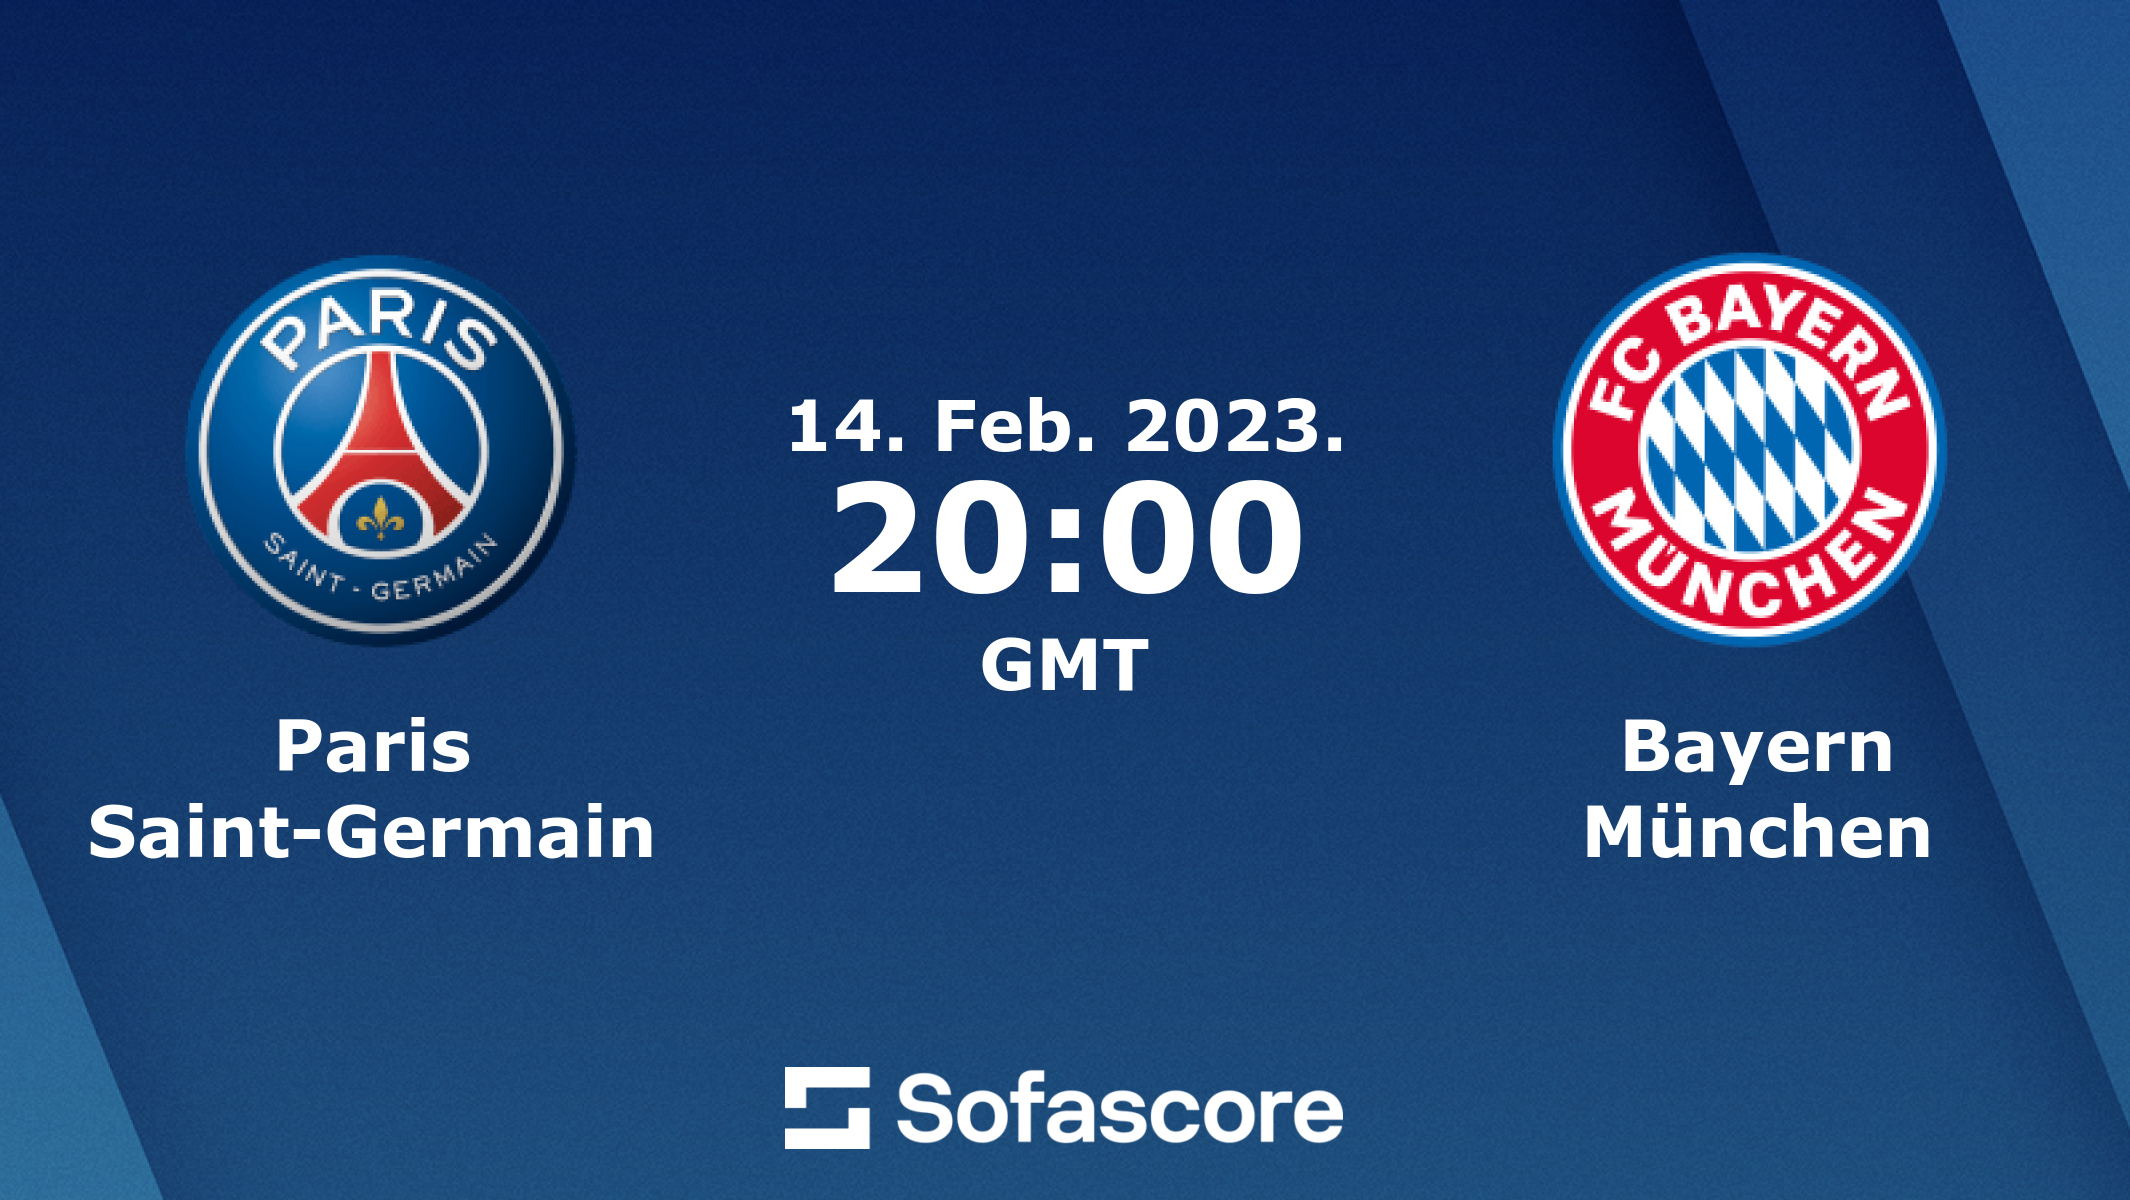 PARIS
SAINT-GERMAIN
Paris
Saint-Germain
14. Feb. 2023.
20:00
GMT
FC BAYERN
MÜNCHEN
Bayern
München
Sofascore